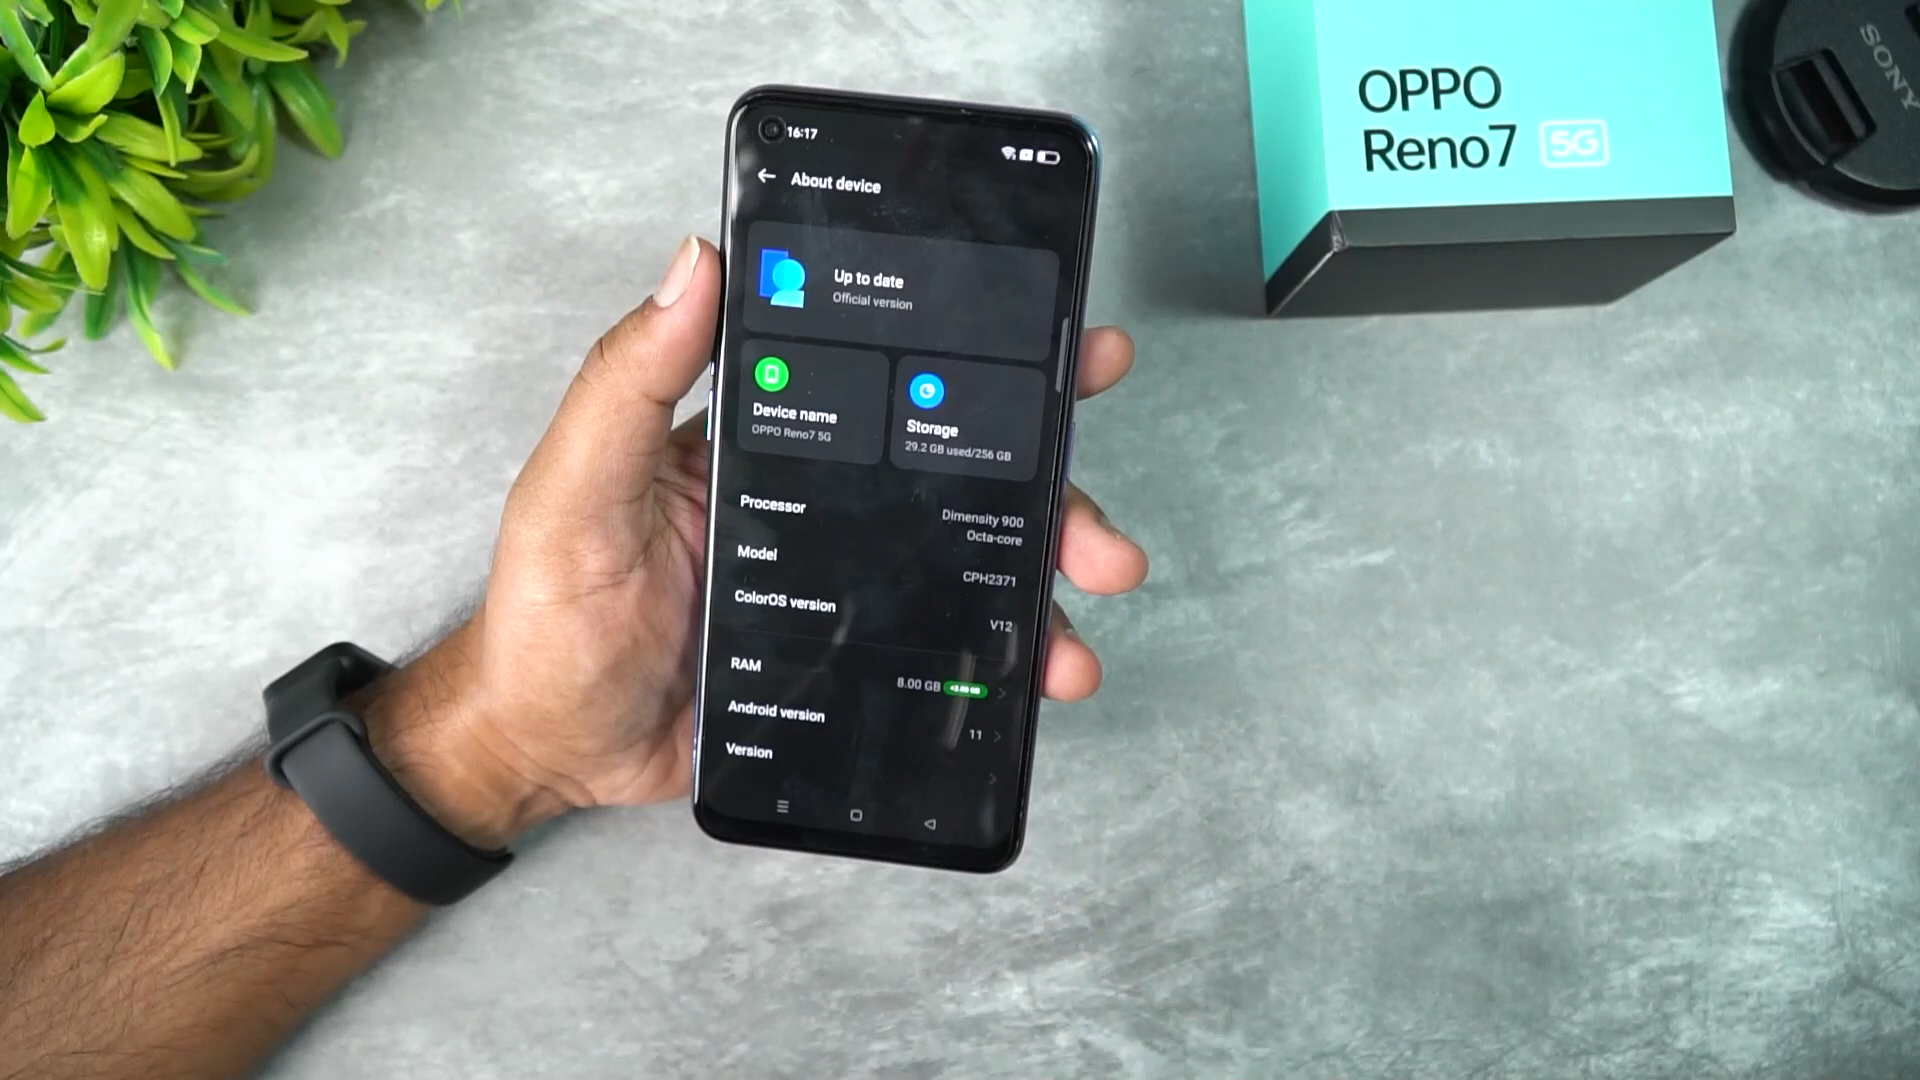 16:17
About device
Up to date
Official version
Device name
OPPO Reno7 5G
Storage
29.2 GB used/256 GB
Processor
Dimensity 900
Octa-core
Model
CPH2371
ColorOS version
V12
RAM
8.00 GB
Android version
11
Version
OPPO
Reno7 5G
SONY